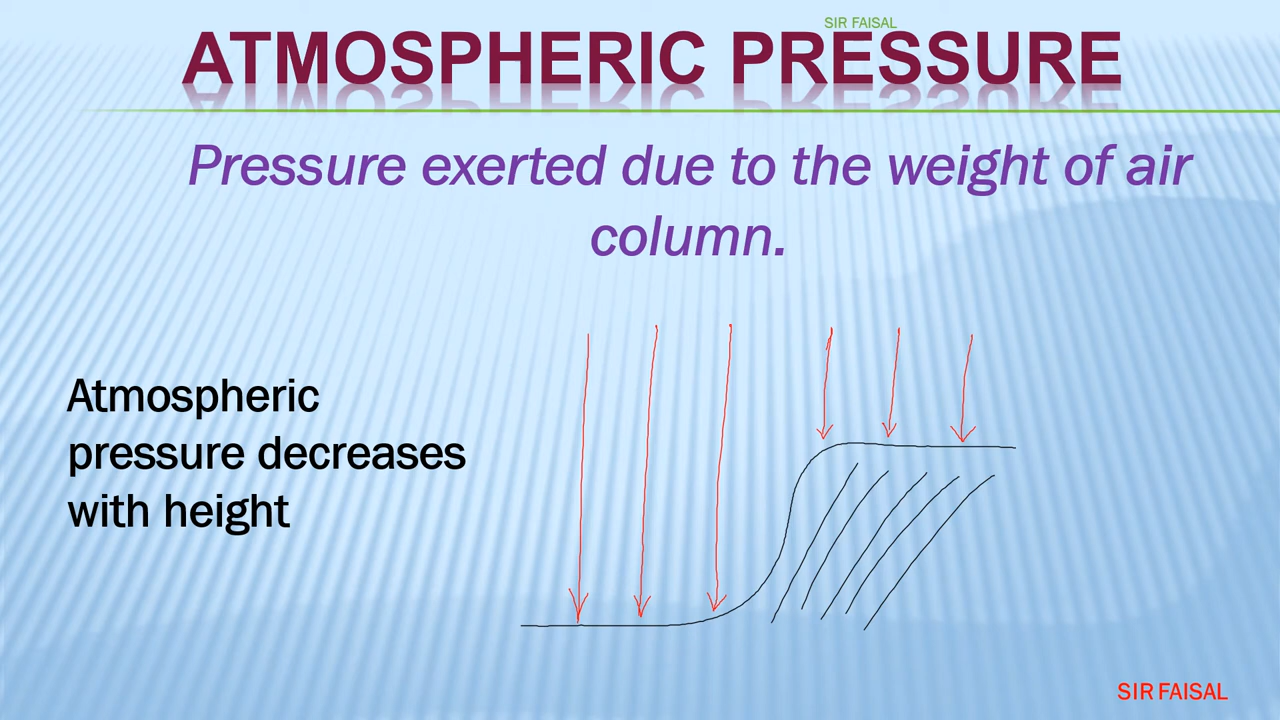 SIR FAISAL
ATMOSPHERIC PRESSURE
Pressure exerted due to the weight of air
column.
Atmospheric
pressure decreases
with height
SIR FAISAL